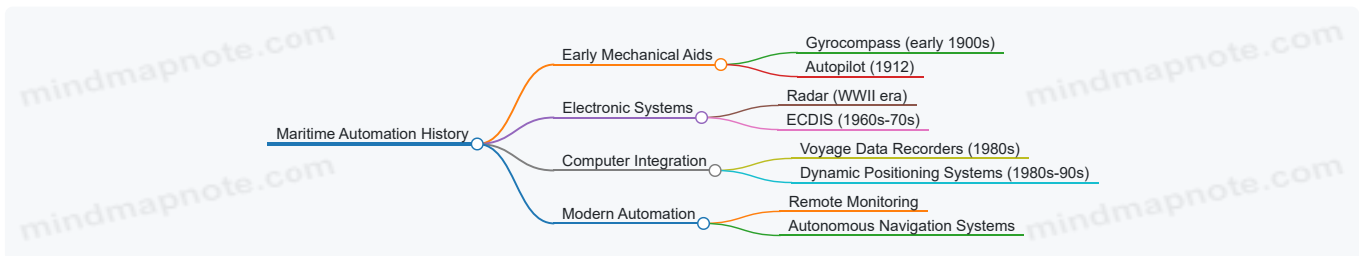 mindmapnote.com
mindmapnote.com
Maritime Automation History
Early Mechanical Aids
Gyrocompass (early 1900s)
Autopilot (1912)
Electronic Systems
Radar (WWII era)
ECDIS (1960s-70s)
Computer Integration
Voyage Data Recorders (1980s)
Dynamic Positioning Systems (1980s-90s)
Modern Automation
Remote Monitoring
Autonomous Navigation Systems
mindmapnote.com
mindmapnote.com